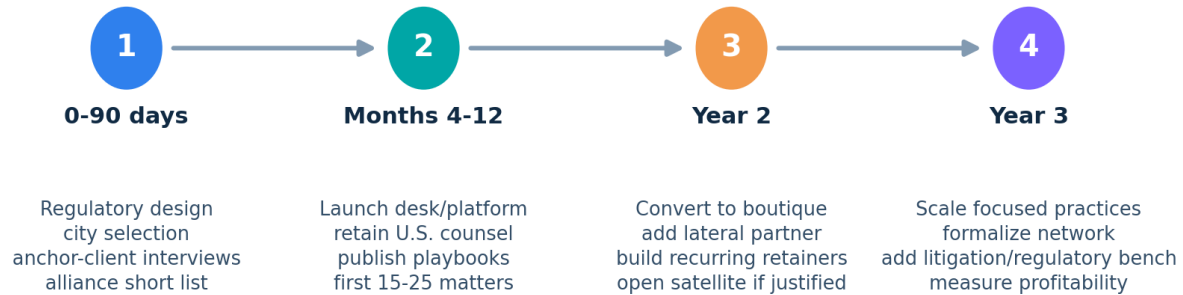 1
2
3
4
0-90 days
Months 4-12
Year 2
Year 3
Regulatory design
city selection
anchor-client interviews
alliance short list
Launch desk/platform
retain U.S. counsel
publish playbooks
first 15-25 matters
Convert to boutique
add lateral partner
build recurring retainers
open satellite if justified
Scale focused practices
formalize network
add litigation/regulatory bench
measure profitability